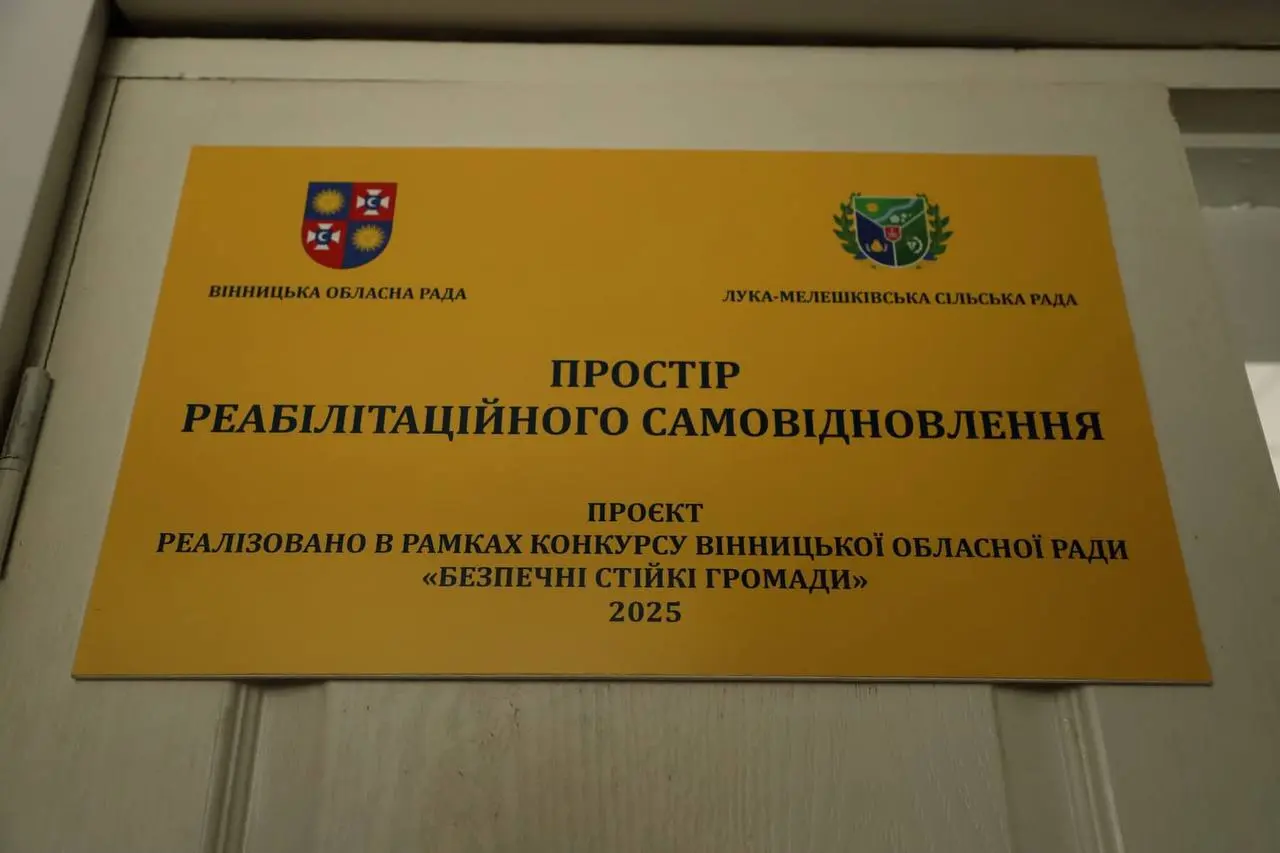 ВІННИЦЬКА ОБЛАСНА РАДА
ЛУКА-МЕЛЕШКІВСЬКА СІЛЬСЬКА РАДА
ПРОСТІР
РЕАБІЛІТАЦІЙНОГО САМОВІДНОВЛЕННЯ
ПРОЄКТ
РЕАЛІЗОВАНО В РАМКАХ КОНКУРСУ ВІННИЦЬКОЇ ОБЛАСНОЇ РАДИ
«БЕЗПЕЧНІ СТІЙКІ ГРОМАДИ»
2025